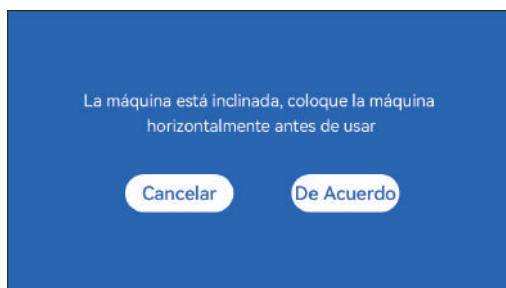 La máquina está inclinada, coloque la máquina
horizontalmente antes de usar
Cancelar
De Acuerdo